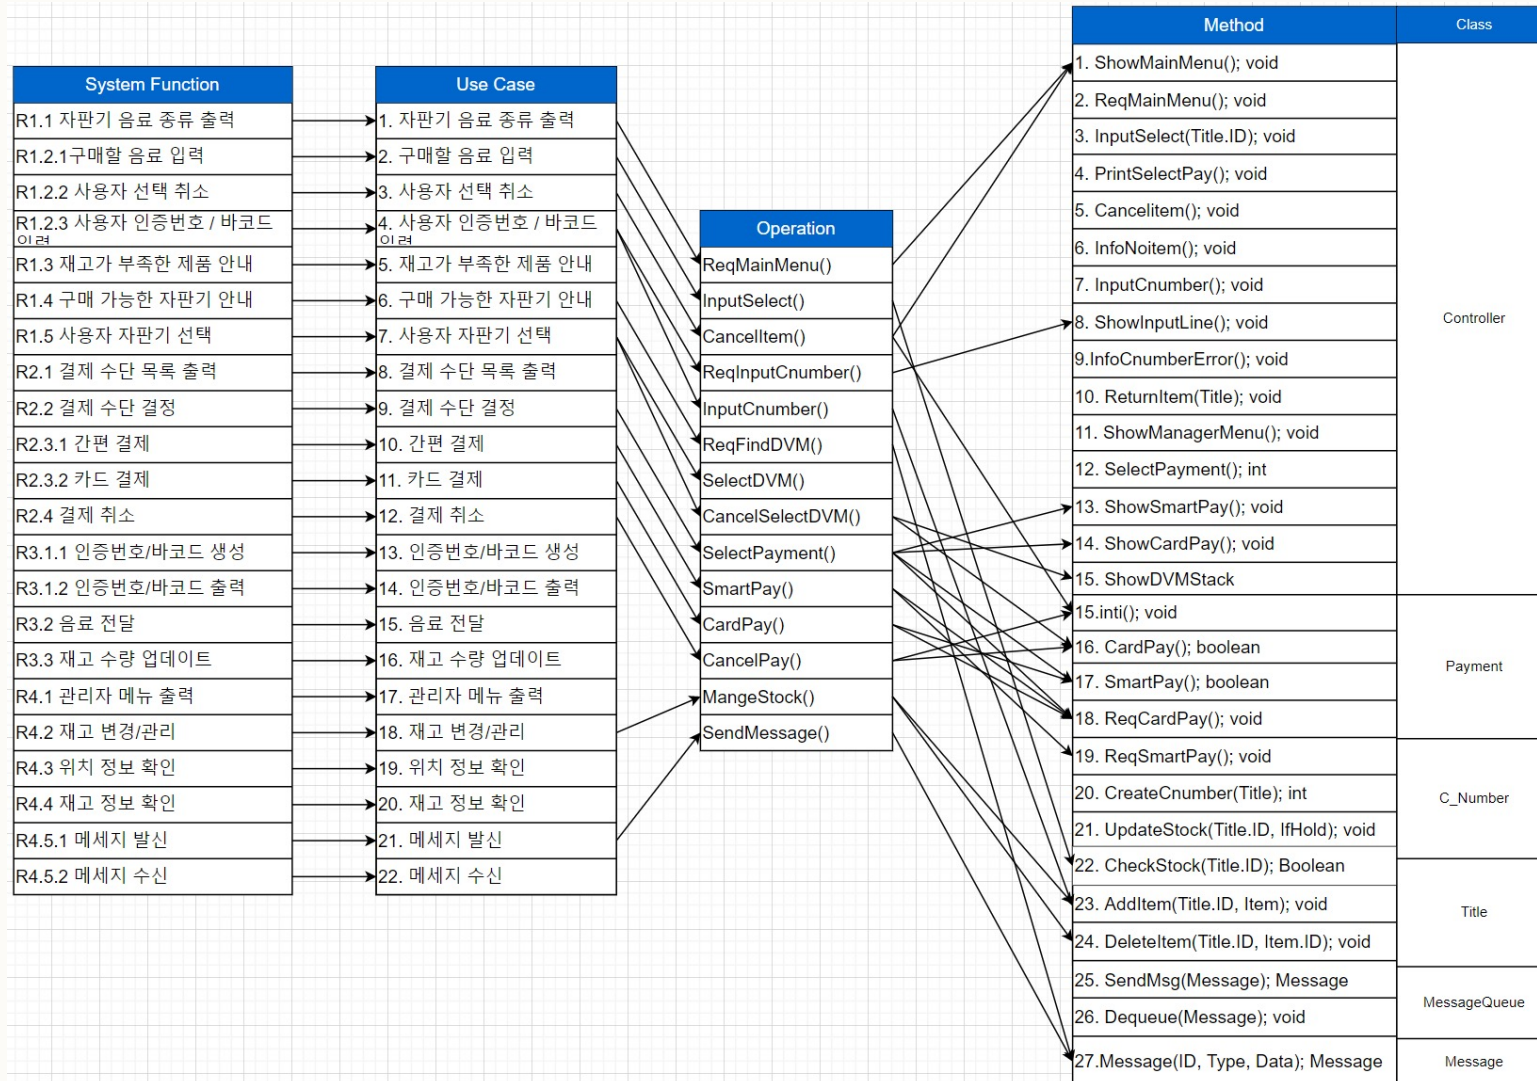 System Function
R1.1 자판기 음료 종류 출력
R1.2.1구매할 음료 입력
R1.2.2 사용자 선택 취소
R1.2.3 사용자 인증번호 / 바코드
입력
R1.3 재고가 부족한 제품 안내
R1.4 구매 가능한 자판기 안내
R1.5 사용자 자판기 선택
R2.1 결제 수단 목록 출력
R2.2 결제 수단 결정
R2.3.1 간편 결제
R2.3.2 카드 결제
R2.4 결제 취소
R3.1.1 인증번호/바코드 생성
R3.1.2 인증번호/바코드 출력
R3.2 음료 전달
R3.3 재고 수량 업데이트
R4.1 관리자 메뉴 출력
R4.2 재고 변경/관리
R4.3 위치 정보 확인
R4.4 재고 정보 확인
R4.5.1 메세지 발신
R4.5.2 메세지 수신
Use Case
1. 자판기 음료 종류 출력
2. 구매할 음료 입력
3. 사용자 선택 취소
4. 사용자 인증번호 / 바코드
입력
5. 재고가 부족한 제품 안내
6. 구매 가능한 자판기 안내
7. 사용자 자판기 선택
8. 결제 수단 목록 출력
9. 결제 수단 결정
10. 간편 결제
11. 카드 결제
12. 결제 취소
13. 인증번호/바코드 생성
14. 인증번호/바코드 출력
15. 음료 전달
16. 재고 수량 업데이트
17. 관리자 메뉴 출력
18. 재고 변경/관리
19. 위치 정보 확인
20. 재고 정보 확인
21. 메세지 발신
22. 메세지 수신
Operation
ReqMainMenu()
InputSelect()
CancelItem()
ReqInputCnumber()
InputCnumber()
ReqFindDVM()
SelectDVM()
CancelSelectDVM()
SelectPayment()
SmartPay()
CardPay()
CancelPay()
MangeStock()
SendMessage()
Method
1. ShowMainMenu(); void
2. ReqMainMenu(); void
3. InputSelect(Title.ID); void
4. PrintSelectPay(); void
5. Cancelitem(); void
6. InfoNoitem(); void
7. InputCnumber(); void
8. ShowInputLine(); void
9.InfoCnumberError(); void
10. ReturnItem(Title); void
11. ShowManagerMenu(); void
12. SelectPayment(); int
13. ShowSmartPay(); void
14. ShowCardPay(); void
15. ShowDVMStack
15.inti(); void
16. CardPay(); boolean
17. SmartPay(); boolean
18. ReqCardPay(); void
19. ReqSmartPay(); void
20. CreateCnumber(Title); int
21. UpdateStock(Title.ID, IfHold); void
22. CheckStock(Title.ID); Boolean
23. AddItem(Title.ID, Item); void
24. DeleteItem(Title.ID, Item.ID); void
25. SendMsg(Message); Message
26. Dequeue(Message); void
27.Message(ID, Type, Data); Message
Class
Controller
Payment
C_Number
Title
MessageQueue
Message